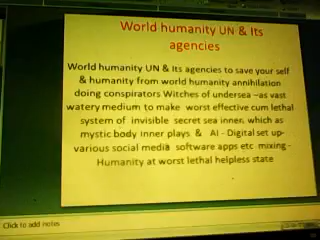 World humanity UN & Its
agencies
World humanity UN & Its agencies to save your self
& humanity from world humanity annihilation
doing conspirators Witches of undersea –as vast
watery medium to make worst effective cum lethal
system of invisible secret sea inner, which as
mystic body inner plays & AI - Digital set up-
various social media software apps etc mixing -
Humanity at worst lethal helpless state
Click to add notes